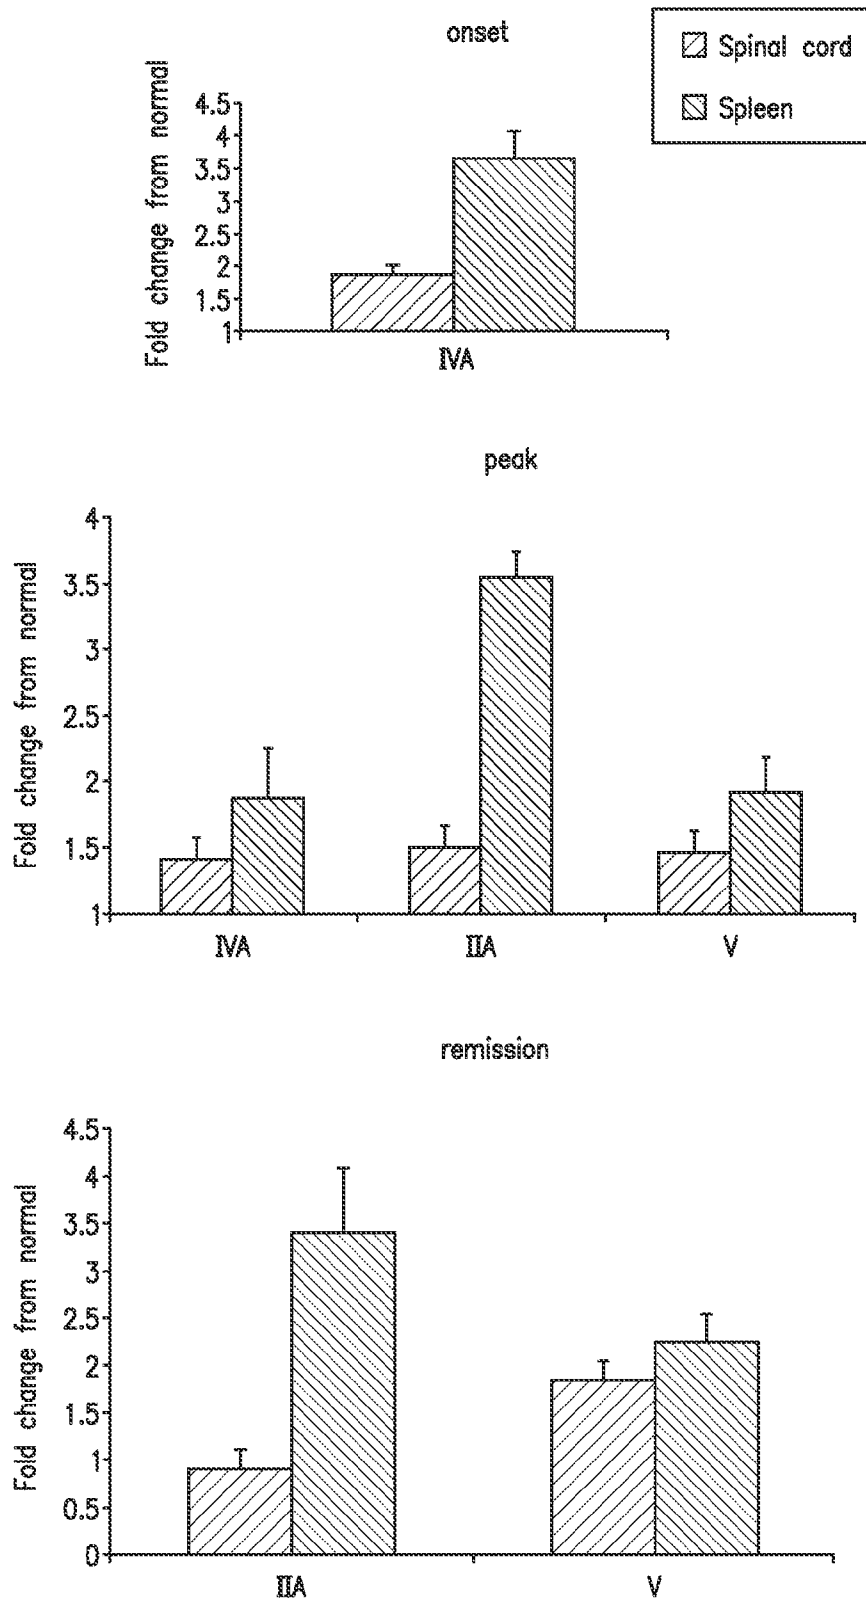 onset
Spinal cord
Spleen
Fold change from normal
4.5
4
3.5
3
2.5
2
1.5
1
IVA
peak
Fold change from normal
4
3.5
3
2.5
2
1.5
1
IVA
IIA
V
remission
Fold change from normal
4.5
4
3.5
3
2.5
2
1.5
1
0.5
0
IIA
V